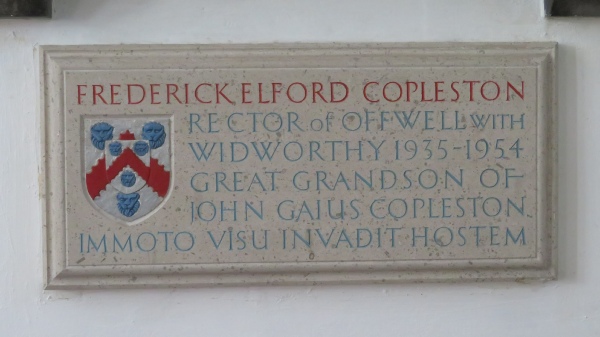 FREDERICK ELFORD COPLESTON
RECTOR of OFFWELL WITH
WIDWORTHY 1935-1954
GREAT GRANDSON OF
JOHN GAIUS COPLESTON
IMMOTO VISU INVADIT HOSTEM